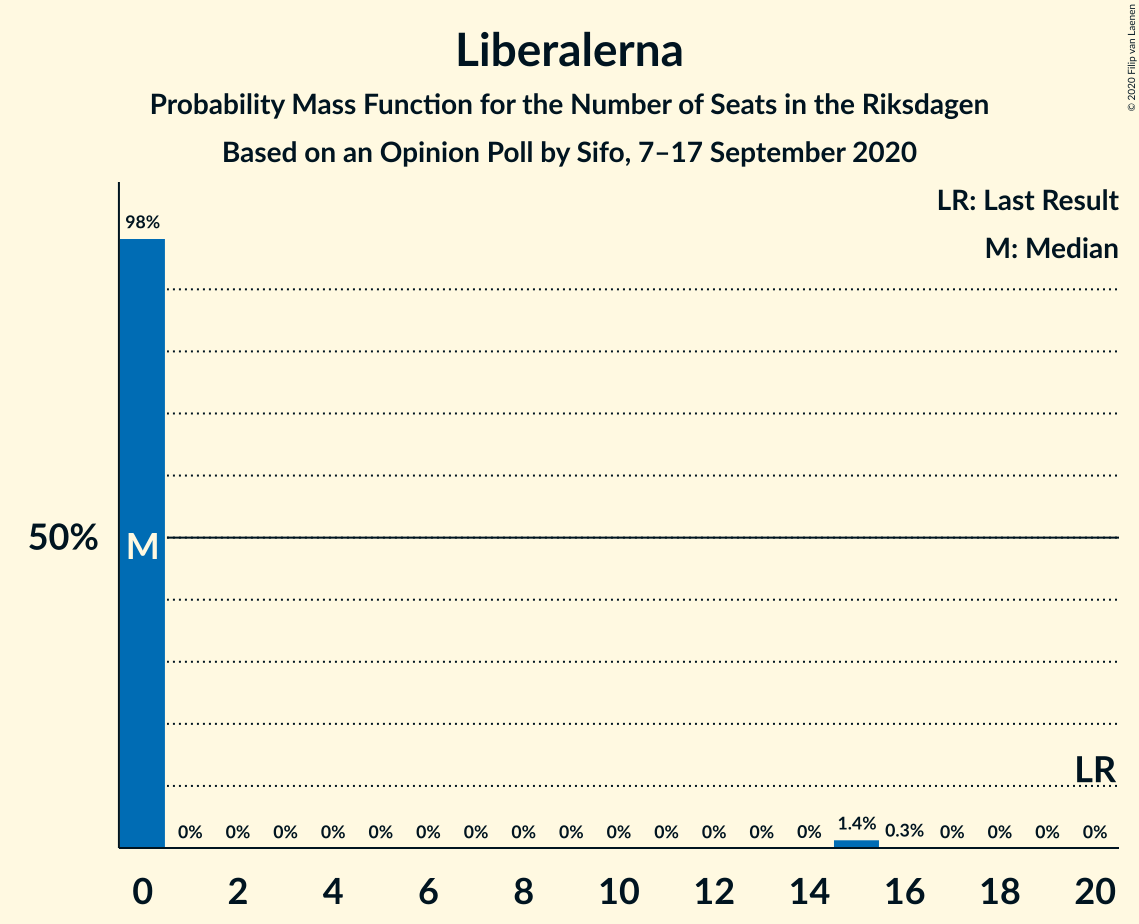 Liberalerna
Probability Mass Function for the Number of Seats in the Riksdagen
Based on an Opinion Poll by Sifo, 7–17 September 2020
© 2020 Filip van Laenen
LR: Last Result
M: Median
98%
50%
M
LR
0% 0% 0% 0% 0% 0% 0% 0% 0% 0% 0% 0% 0% 0% 1.4% 0.3% 0% 0% 0% 0%
0 2 4 6 8 10 12 14 16 18 20